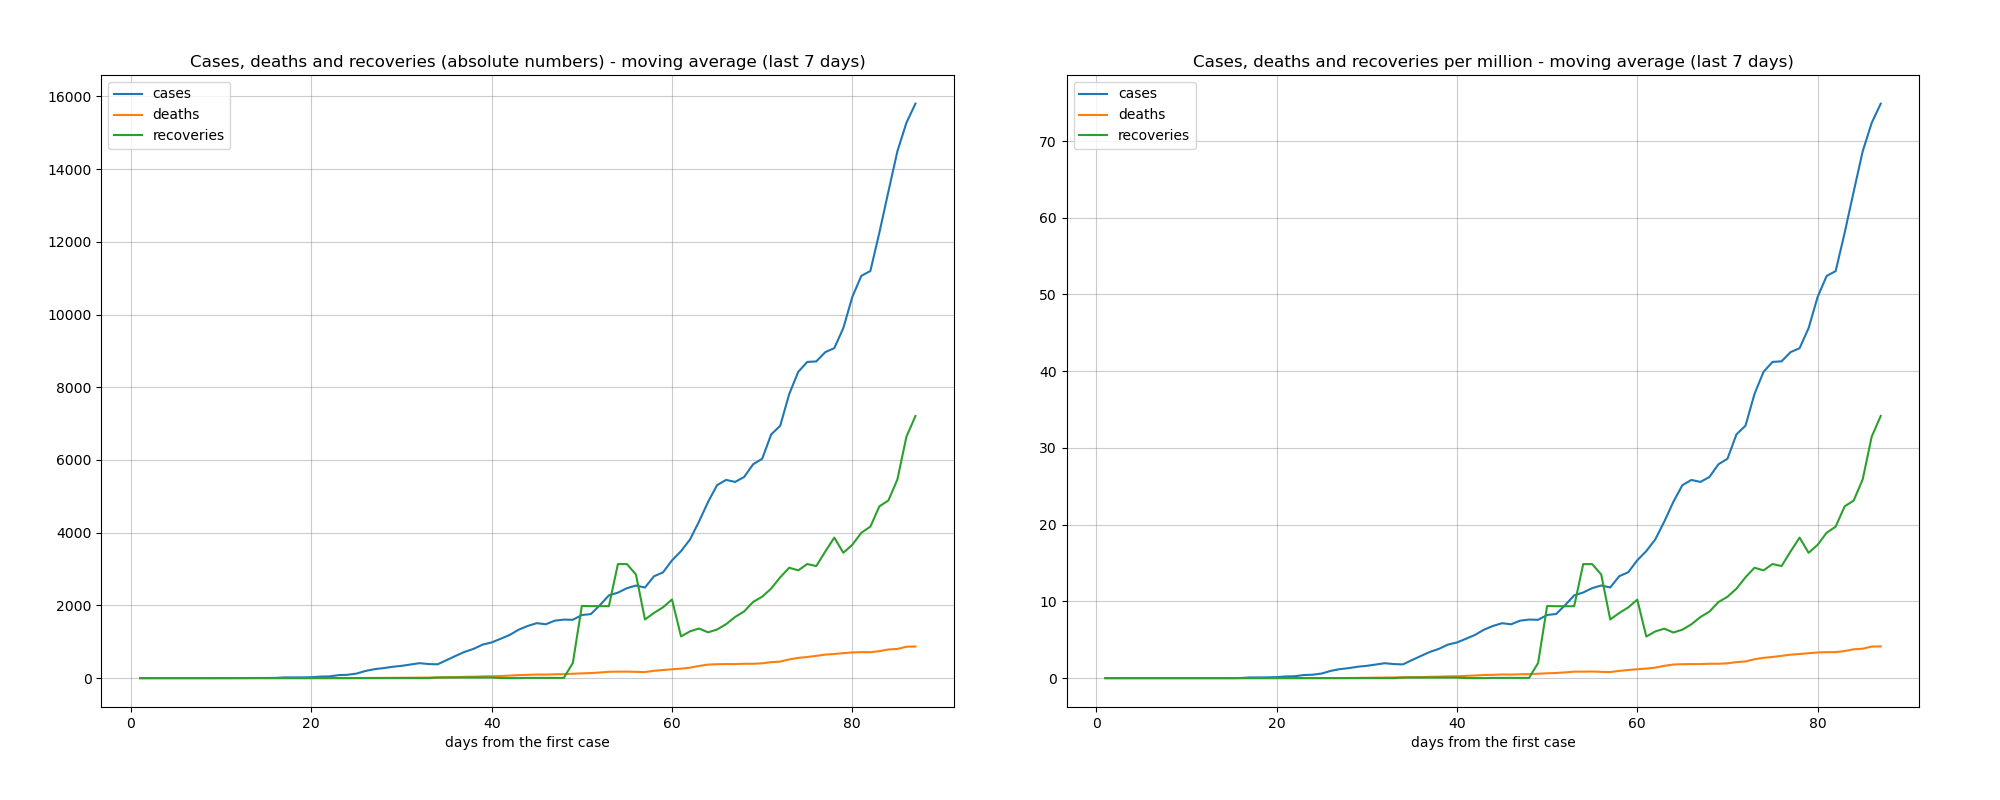 Cases, deaths and recoveries (absolute numbers) - moving average (last 7 days)
cases
deaths
recoveries
16000
14000
12000
10000
8000
6000
4000
2000
0
0 20 40 60 80
days from the first case
Cases, deaths and recoveries per million - moving average (last 7 days)
cases
deaths
recoveries
70
60
50
40
30
20
10
0
0 20 40 60 80
days from the first case